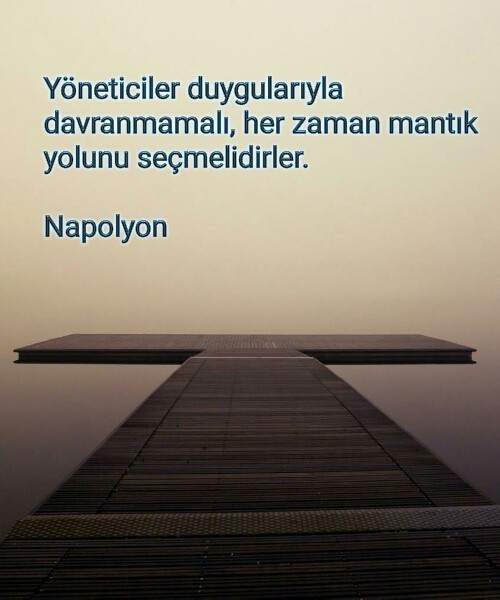 Yöneticiler duygularıyla
davranmamalı, her zaman mantık
yolunu seçmelidirler.
Napolyon